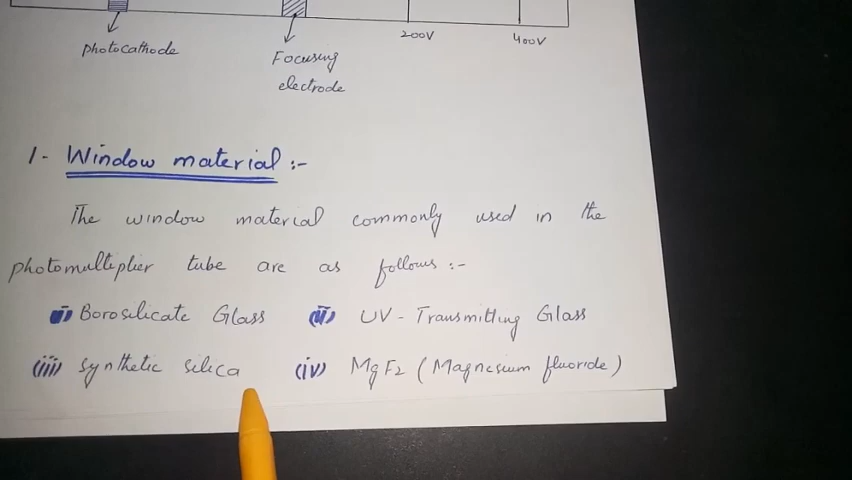 photocathode
Focusing
electrode
200V
400V
1- Window material :-
The window material commonly used in the
photomultiplier tube are as follows :-
(i) Borosilicate Glass (ii) UV - Transmitting Glass
(iii) Synthetic silica (iv) MgF2 (Magnesium fluoride)